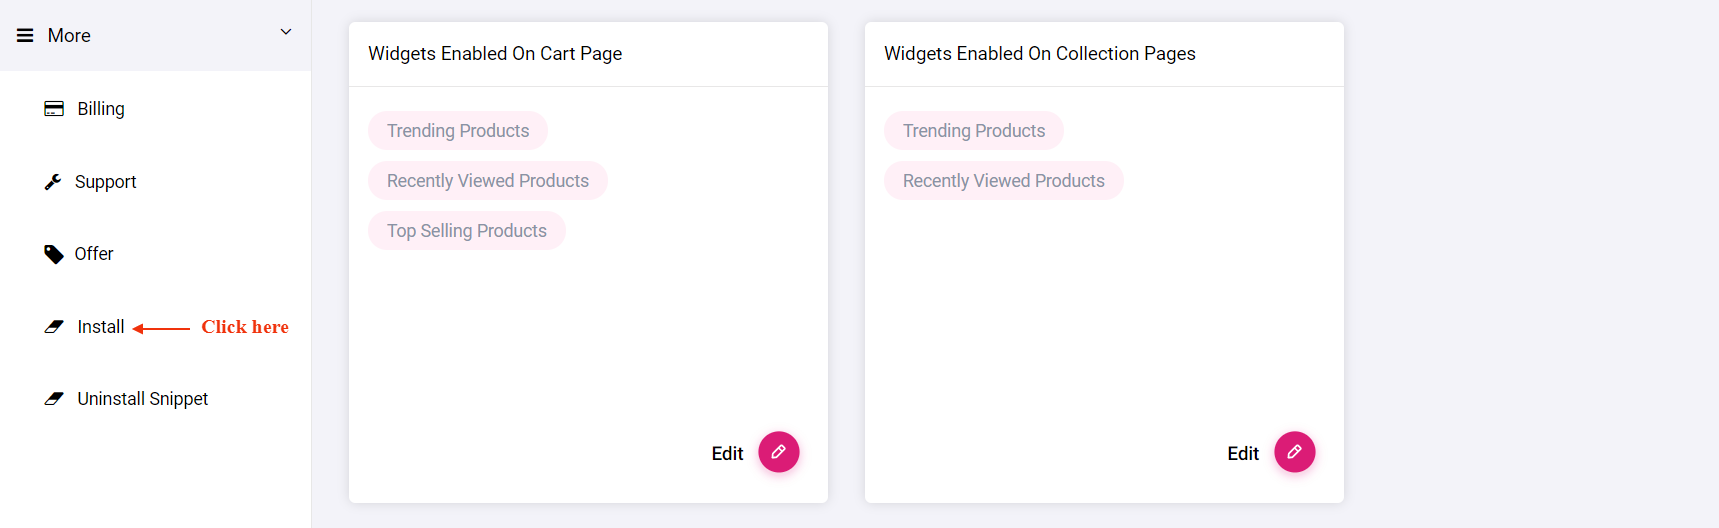 More
Billing
Support
Offer
Install
Click here
Uninstall Snippet
Widgets Enabled On Cart Page
Trending Products
Recently Viewed Products
Top Selling Products
Edit
Widgets Enabled On Collection Pages
Trending Products
Recently Viewed Products
Edit